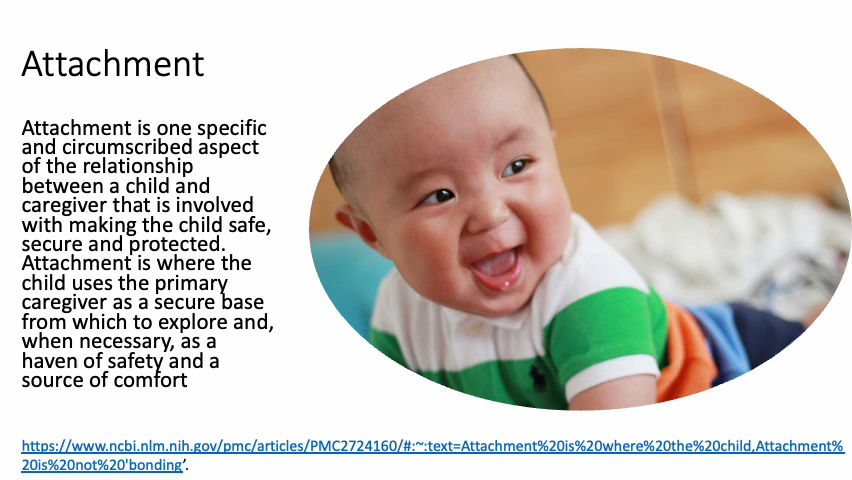 Attachment
Attachment is one specific
and circumscribed aspect
of the relationship
between a child and
caregiver that is involved
with making the child safe,
secure and protected.
Attachment is where the
child uses the primary
caregiver as a secure base
from which to explore and,
when necessary, as a
haven of safety and a
source of comfort
https://www.ncbi.nlm.nih.gov/pmc/articles/PMC2724160/#:~:text=Attachment%20is%20where%20the%20child,Attachment%
20is%20not%20'bonding'.